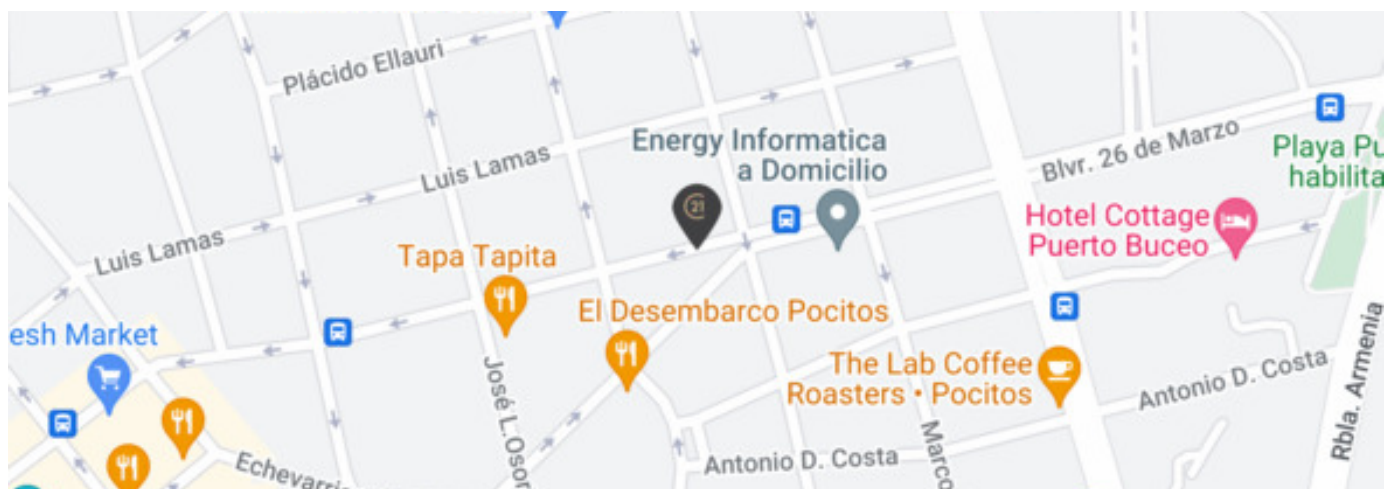 Plácido Ellauri
Energy Informatica
a Domicilio
Blvr. 26 de Marzo
Playa Pu
habilita
Luis Lamas
21
Hotel Cottage
Puerto Buceo
Luis Lamas
Tapa Tapita
El Desembarco Pocitos
esh Market
The Lab Coffee
Roasters • Pocitos
José L.Osor
Antonio D. Costa
Rbla. Armenia
Marco
Antonio D. Costa
Echevarri